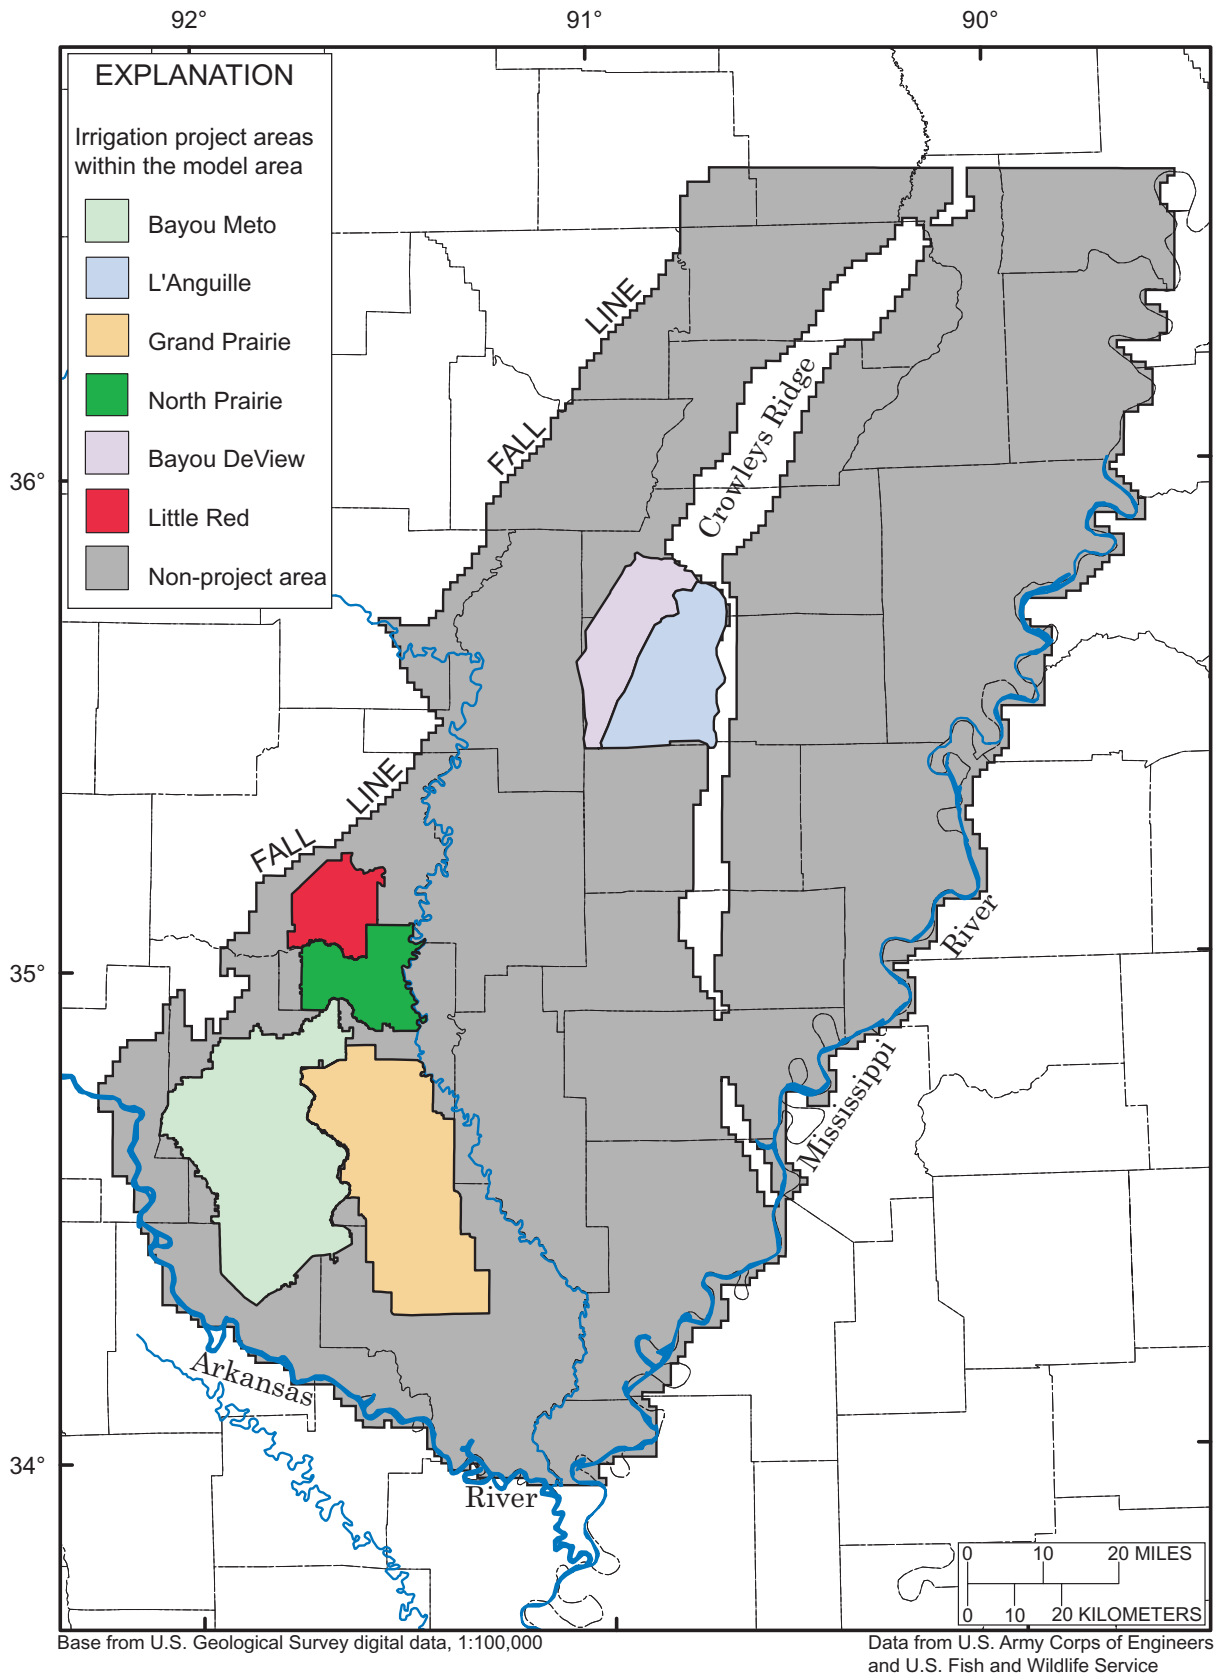 92°
91°
90°
EXPLANATION
Irrigation project areas
within the model area
Bayou Meto
L'Anguille
Grand Prairie
North Prairie
Bayou DeView
Little Red
Non-project area
FALL LINE
Crowleys Ridge
36°
FALL LINE
35°
River
Mississippi
Arkansas
34°
River
0 10 20 MILES
0 10 20 KILOMETERS
Base from U.S. Geological Survey digital data, 1:100,000
Data from U.S. Army Corps of Engineers
and U.S. Fish and Wildlife Service